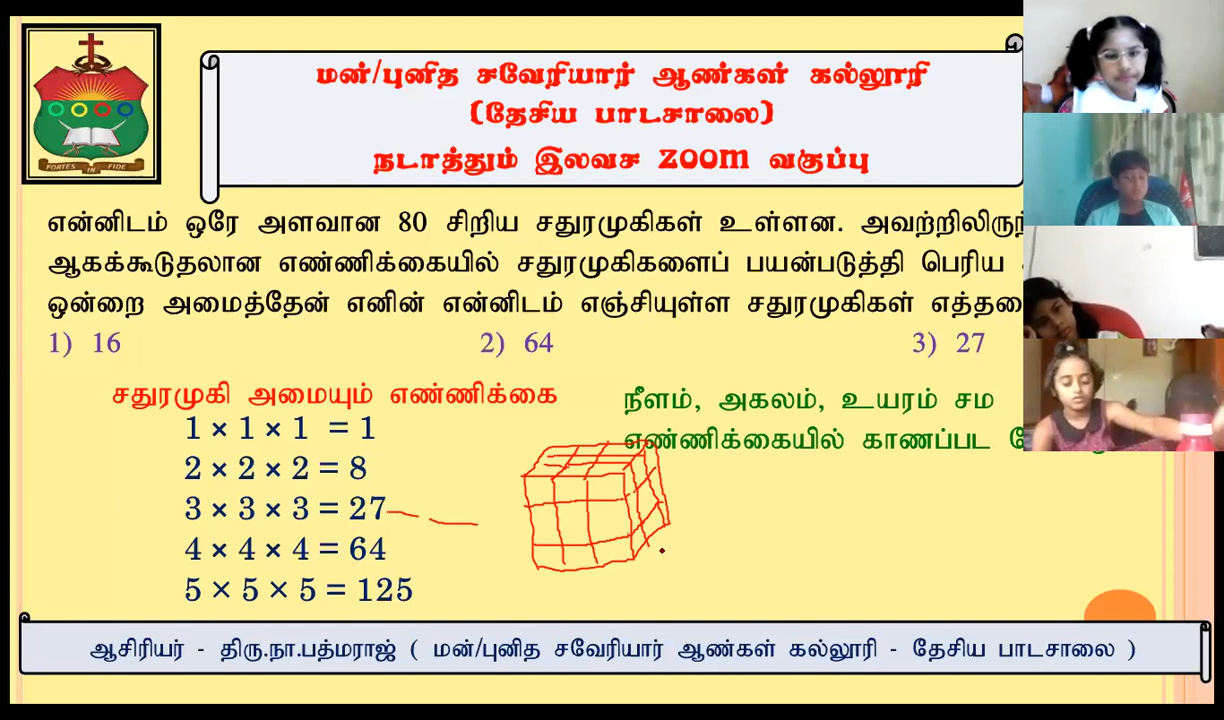 மன்/புனித சவேரியார் ஆண்கள் கல்லூரி
(தேசிய பாடசாலை)
நடாத்தும் இலவச ZOOM வகுப்பு
FORTES IN FIDE
என்னிடம் ஒரே அளவான 80 சிறிய சதுரமுகிகள் உள்ளன.
ஆகக்கூடுதலான எண்ணிக்கையில் சதுரமுகிகளைப் பயன்படுத்தி பெரிய
ஒன்றை அமைத்தேன் எனின் என்னிடம் எஞ்சியுள்ள சதுரமுகிகள்
1) 16 2) 64 3) 27
சதுரமுகி அமையும் எண்ணிக்கை
நீளம், அகலம், உயரம் சம
எண்ணிக்கையில் காணப்பட
1 × 1 × 1 = 1
2 × 2 × 2 = 8
3 × 3 × 3 = 27
4 × 4 × 4 = 64
5 × 5 × 5 = 125
ஆசிரியர் - திரு.நா.பத்மராஜ் ( மன்/புனித சவேரியார் ஆண்கள் கல்லூரி - தேசிய பாடசாலை )